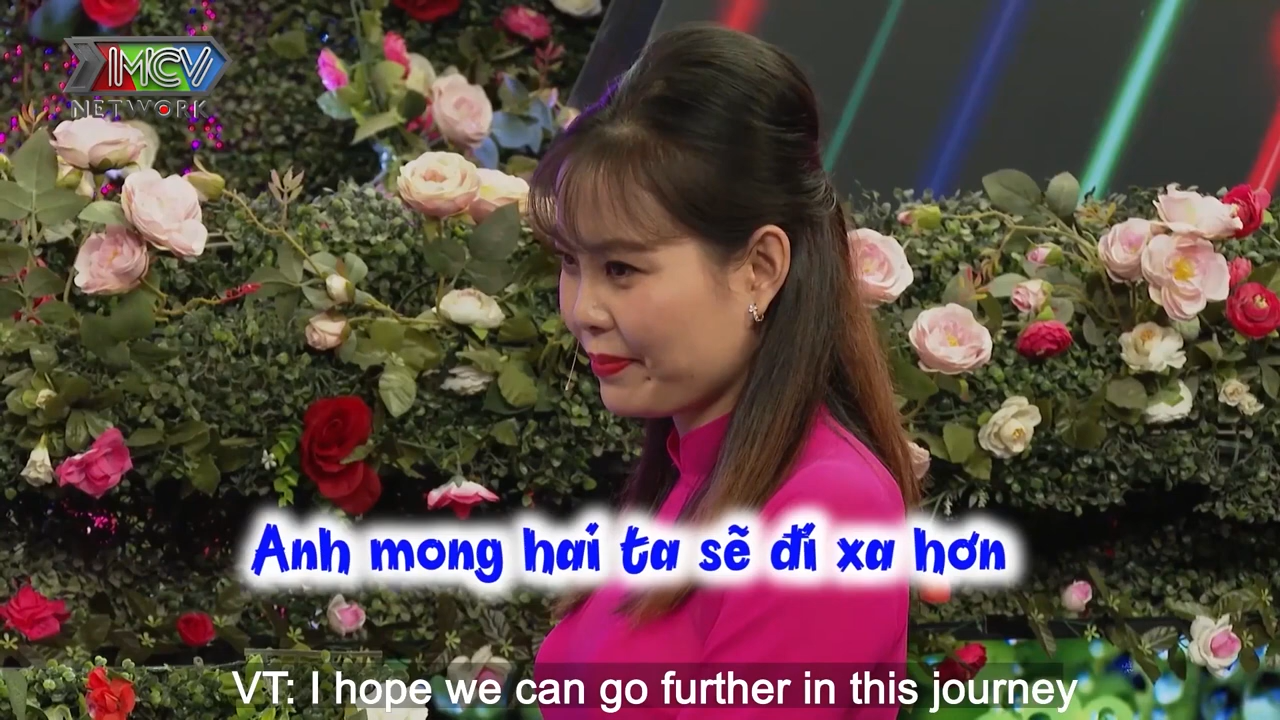 MCV
NETWORK
Anh mong hai ta sẽ đi xa hơn
VT: I hope we can go further in this journey